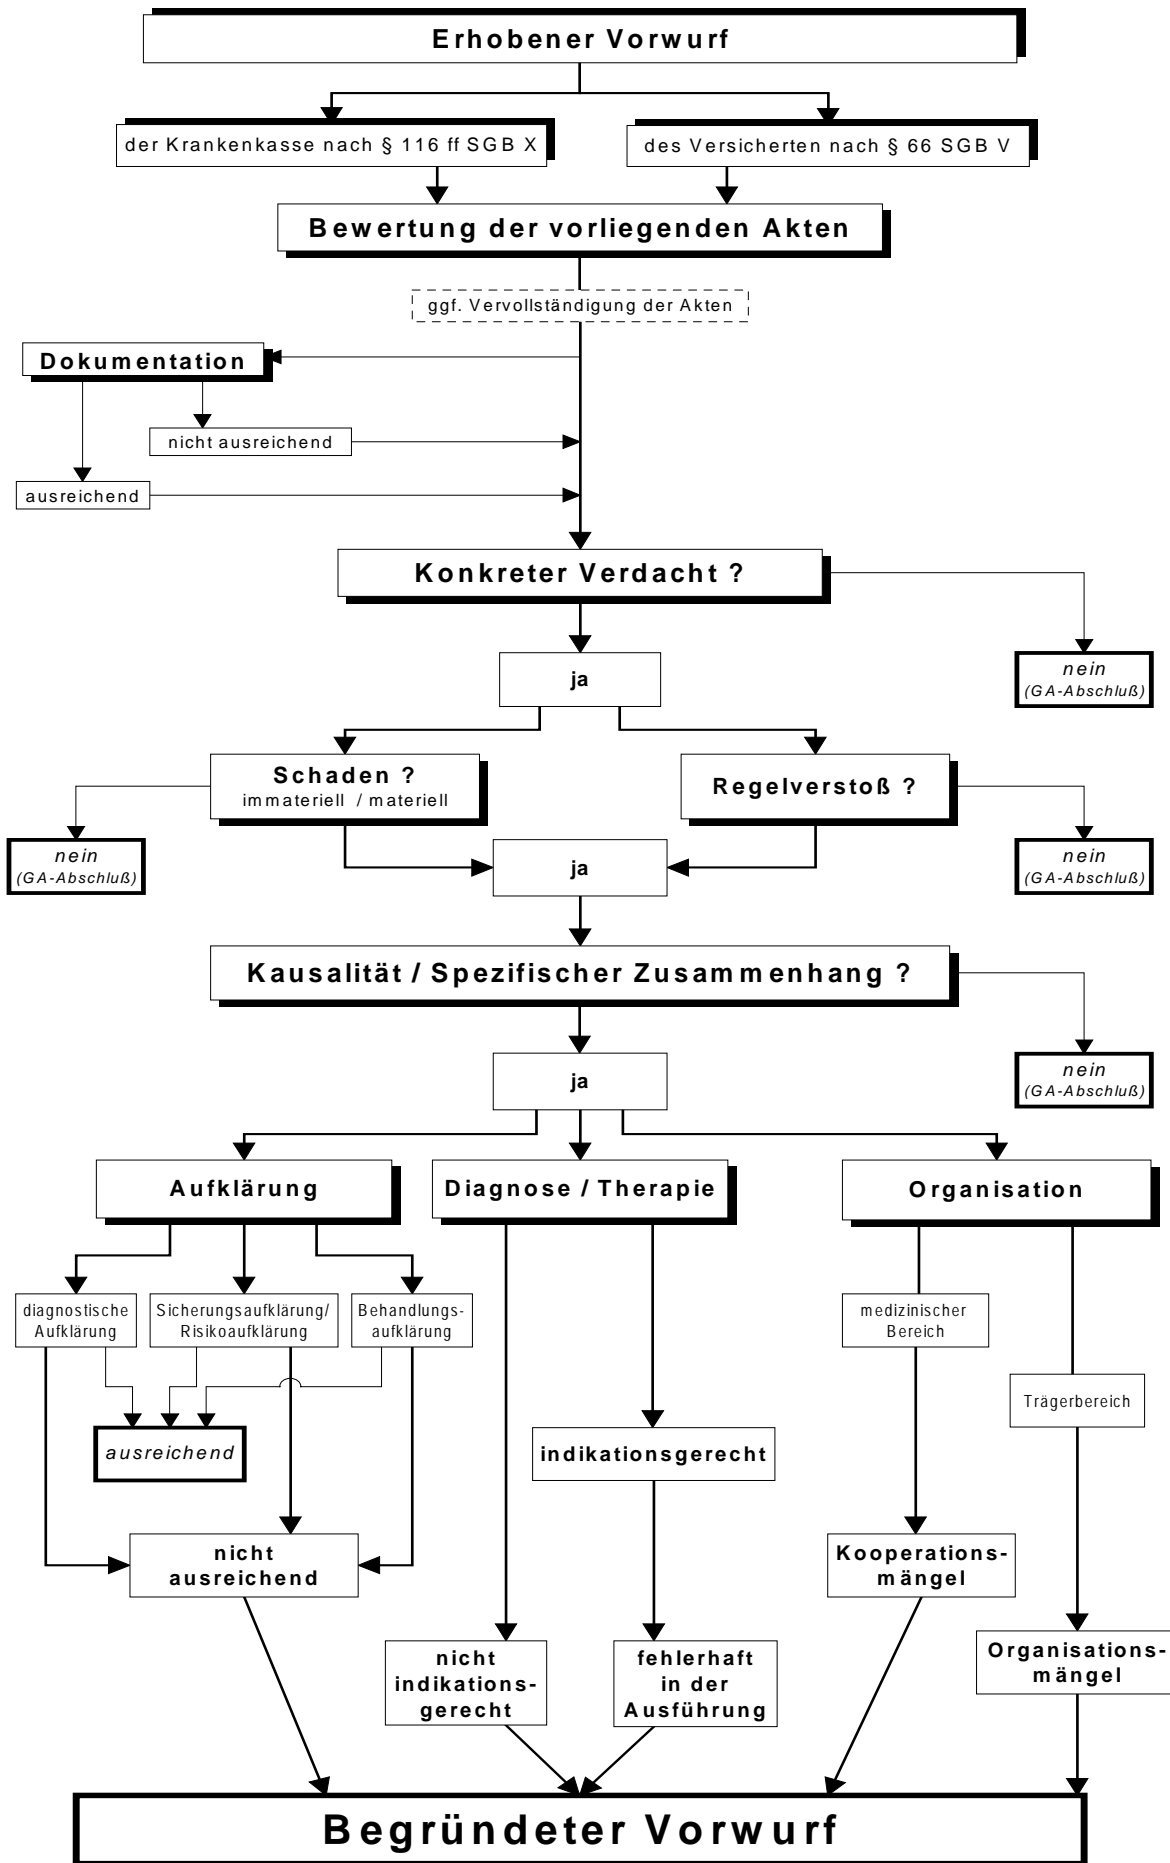 Erhobener Vorwurf
der Krankenkasse nach § 116 ff SGB X
des Versicherten nach § 66 SGB V
Bewertung der vorliegenden Akten
ggf. Vervollständigung der Akten
Dokumentation
nicht ausreichend
ausreichend
Konkreter Verdacht ?
ja
nein
(GA-Abschluß)
Schaden ?
immateriell / materiell
Regelverstoß ?
nein
(GA-Abschluß)
ja
nein
(GA-Abschluß)
Kausalität / Spezifischer Zusammenhang ?
ja
nein
(GA-Abschluß)
Aufklärung
Diagnose / Therapie
Organisation
diagnostische
Aufklärung
Sicherungsaufklärung/
Risikoaufklärung
Behandlungs-
aufklärung
medizinischer
Bereich
Trägerbereich
ausreichend
indikationsgerecht
nicht
ausreichend
Kooperations-
mängel
nicht
indikations-
gerecht
fehlerhaft
in der
Ausführung
Organisations-
mängel
Begründeter Vorwurf